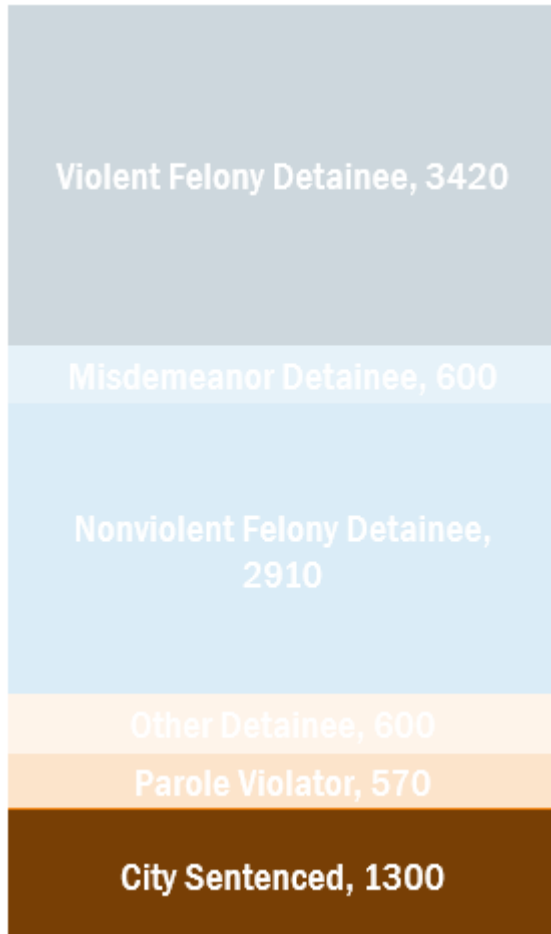 Violent Felony Detainee, 3420
Misdemeanor Detainee, 600
Nonviolent Felony Detainee,
2910
Other Detainee, 600
Parole Violator, 570
City Sentenced, 1300